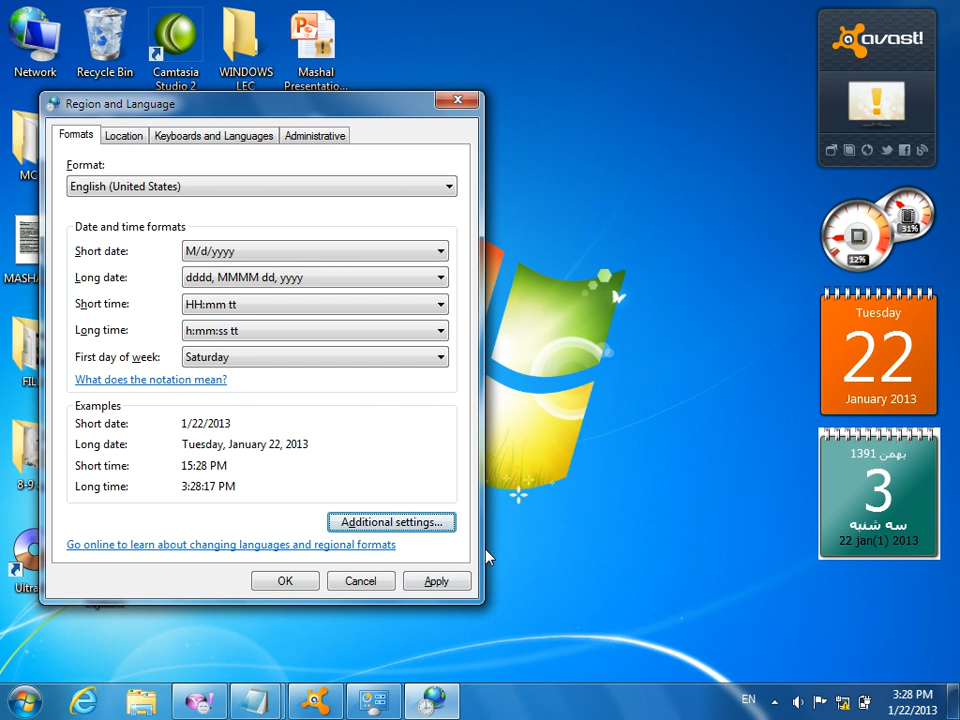 Network
Recycle Bin
Camtasia
Studio 2
WINDOWS
LEC
Mashal
Presentatio...
Region and Language
Formats
Location
Keyboards and Languages
Administrative
Format:
English (United States)
Date and time formats
Short date:
M/d/yyyy
Long date:
dddd, MMMM dd, yyyy
Short time:
HH:mm tt
Long time:
h:mm:ss tt
First day of week:
Saturday
What does the notation mean?
Examples
Short date:
1/22/2013
Long date:
Tuesday, January 22, 2013
Short time:
15:28 PM
Long time:
3:28:17 PM
Additional settings...
Go online to learn about changing languages and regional formats
OK
Cancel
Apply
MC
MASHA
FIL
8-9
Ultra
avast!
31%
12%
Tuesday
22
January 2013
بهمن 1391
3
سه شنبه
22 jan(1) 2013
EN
3:28 PM
1/22/2013